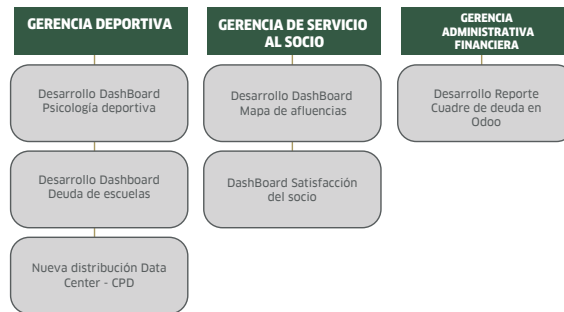 GERENCIA DEPORTIVA
Desarrollo DashBoard
Psicología deportiva
Desarrollo Dashboard
Deuda de escuelas
Nueva distribución Data
Center - CPD
GERENCIA DE SERVICIO
AL SOCIO
Desarrollo DashBoard
Mapa de afluencias
DashBoard Satisfacción
del socio
GERENCIA
ADMINISTRATIVA
FINANCIERA
Desarrollo Reporte
Cuadre de deuda en
Odoo